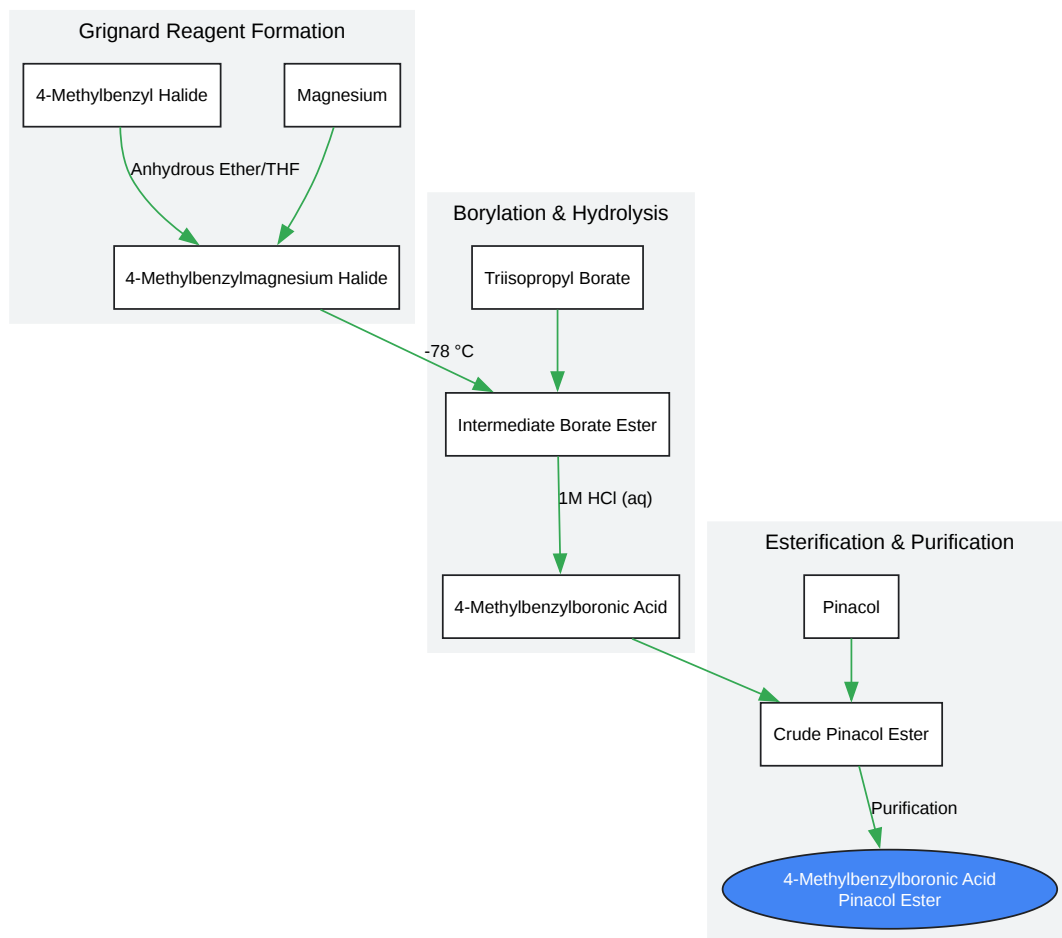 Grignard Reagent Formation
4-Methylbenzyl Halide
Magnesium
Anhydrous Ether/THF
4-Methylbenzylmagnesium Halide
Borylation & Hydrolysis
Triisopropyl Borate
-78 °C
Intermediate Borate Ester
1M HCl (aq)
4-Methylbenzylboronic Acid
Esterification & Purification
Pinacol
Crude Pinacol Ester
Purification
4-Methylbenzylboronic Acid
Pinacol Ester